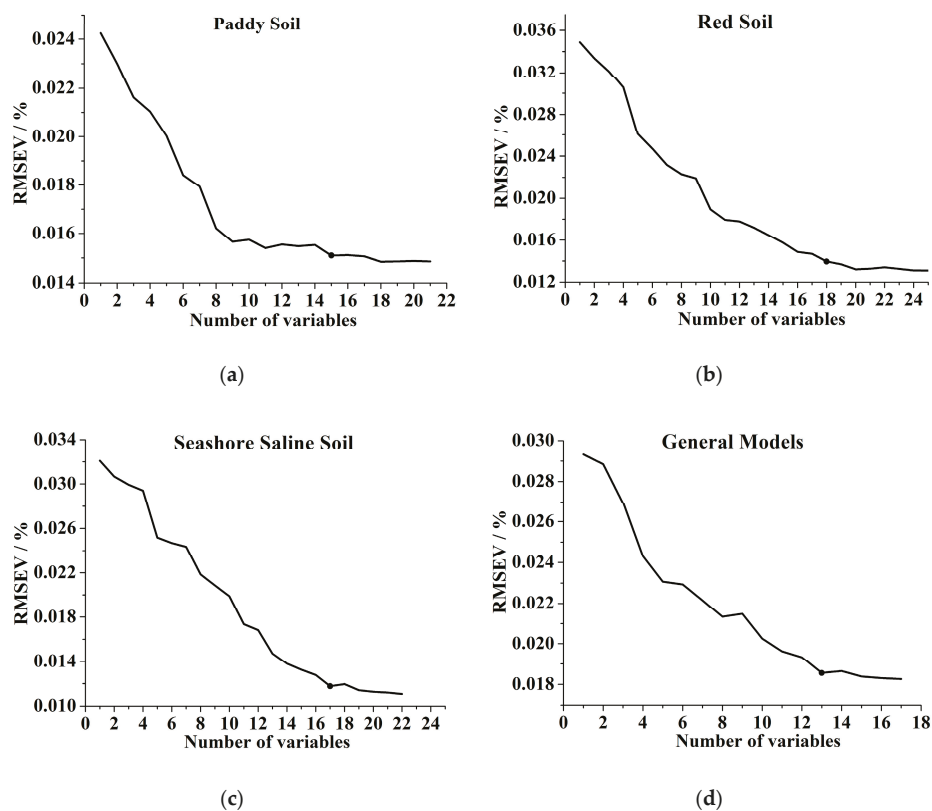 Paddy Soil
0.024
0.022
0.020
0.018
0.016
0.014
RMSEV / %
0 2 4 6 8 10 12 14 16 18 20 22
Number of variables
(a)
Red Soil
0.036
0.032
0.028
0.024
0.020
0.016
0.012
RMSEV / %
0 2 4 6 8 10 12 14 16 18 20 22 24
Number of variables
(b)
Seashore Saline Soil
0.034
0.030
0.026
0.022
0.018
0.014
0.010
RMSEV / %
0 2 4 6 8 10 12 14 16 18 20 22 24
Number of variables
(c)
General Models
0.030
0.028
0.026
0.024
0.022
0.020
0.018
RMSEV / %
0 2 4 6 8 10 12 14 16 18
Number of variables
(d)